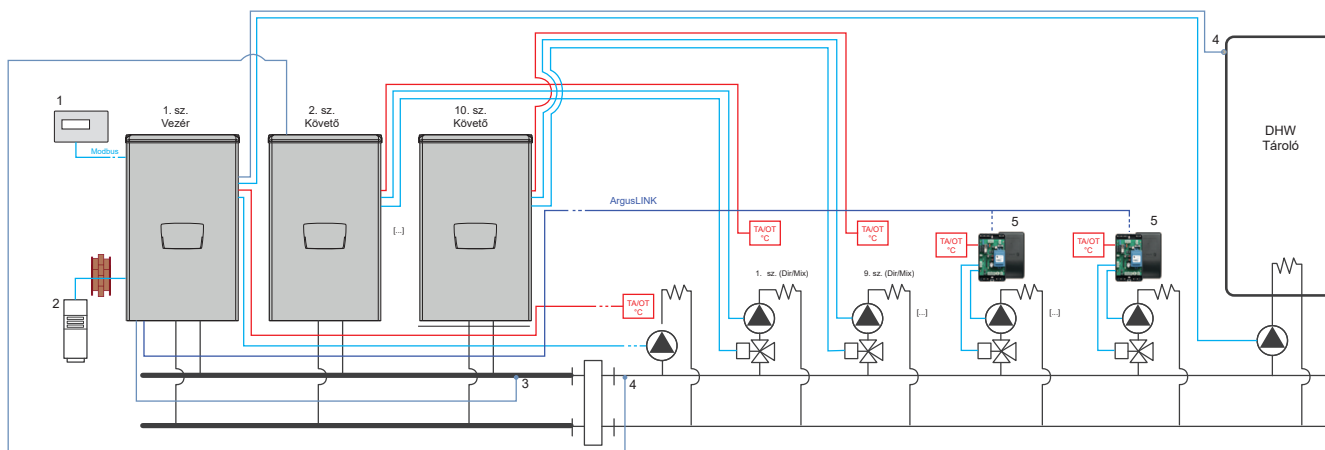 1
1. sz.
Vezér
2. sz.
Követő
10. sz.
Követő
4
DHW
Tároló
Modbus
ArgusLINK
[...]
TA/OT
°C
TA/OT
°C
5
TA/OT
°C
5
TA/OT
°C
2
TA/OT
°C
1. sz. (Dir/Mix)
9. sz. (Dir/Mix)
[...]
[...]
3
4